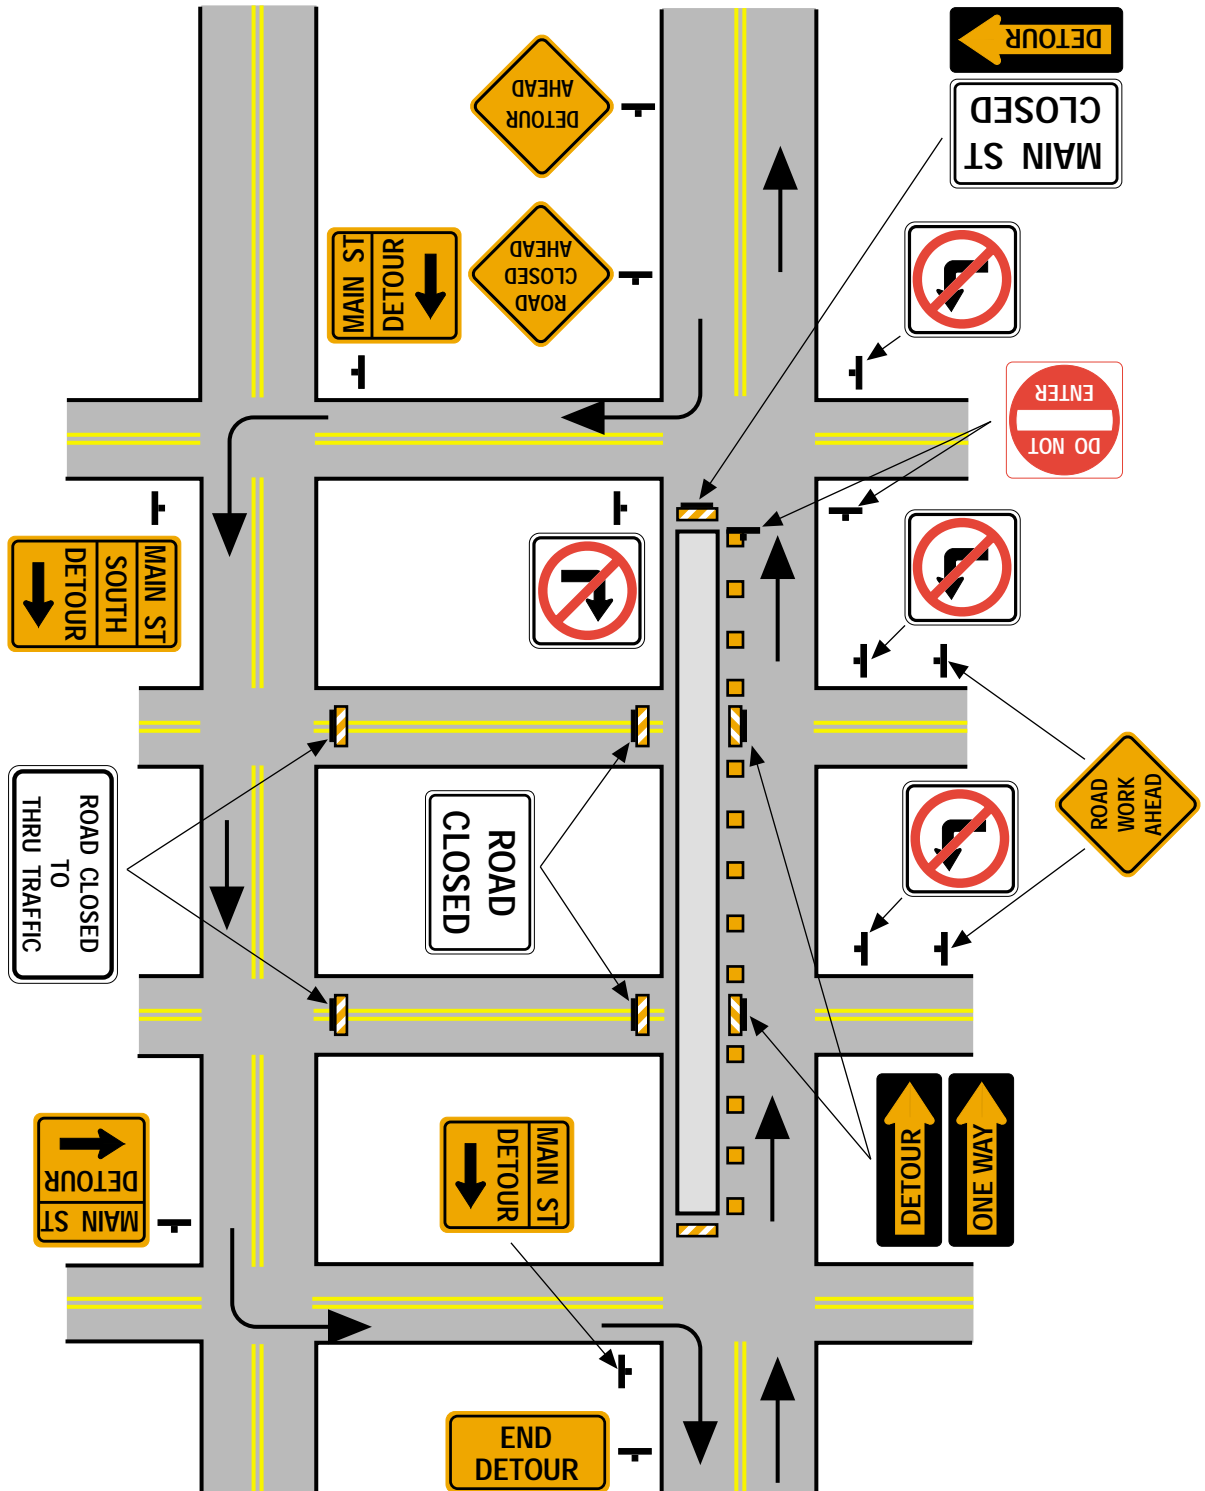 DETOUR
MAIN ST
CLOSED
DETOUR
AHEAD
ROAD
CLOSED
AHEAD
MAIN ST
DETOUR
DO NOT
ENTER
MAIN ST
SOUTH
DETOUR
ROAD
WORK
AHEAD
ROAD CLOSED
TO
THRU TRAFFIC
ROAD
CLOSED
DETOUR
ONE WAY
MAIN ST
DETOUR
MAIN ST
DETOUR
END
DETOUR